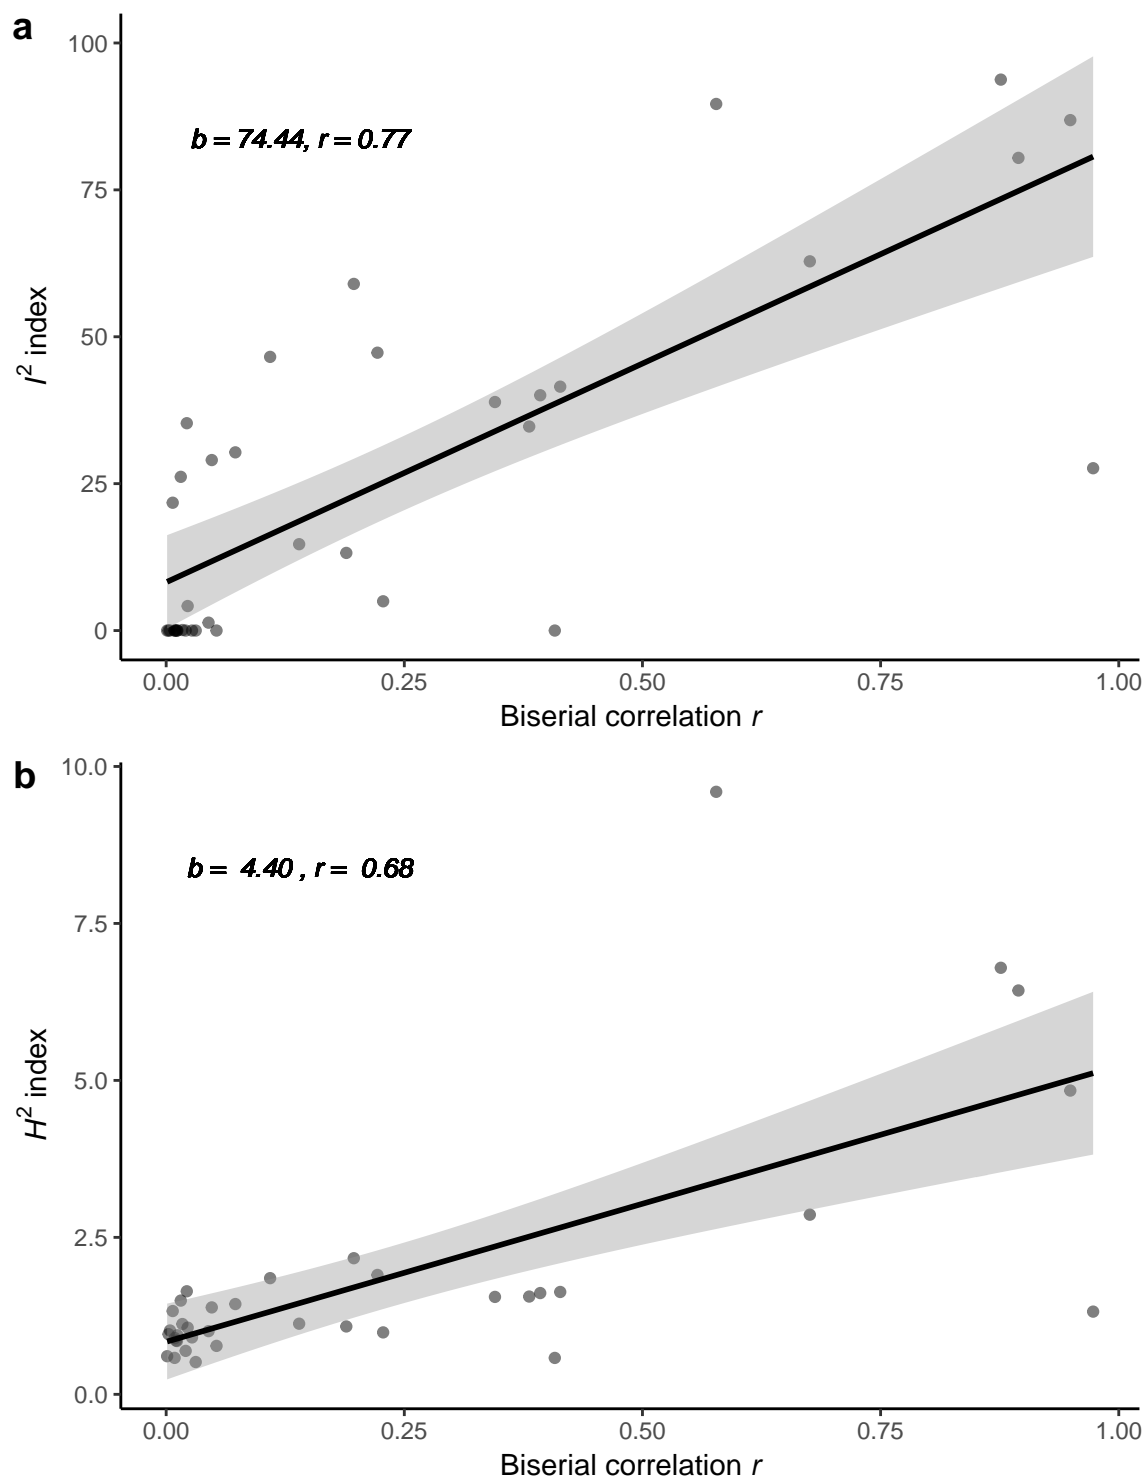 a
100
b = 74.44, r = 0.77
75
50
I² index
25
0
0.00 0.25 0.50 0.75 1.00
Biserial correlation r
b
10.0
b = 4.40 , r = 0.68
7.5
5.0
H² index
2.5
0.0
0.00 0.25 0.50 0.75 1.00
Biserial correlation r